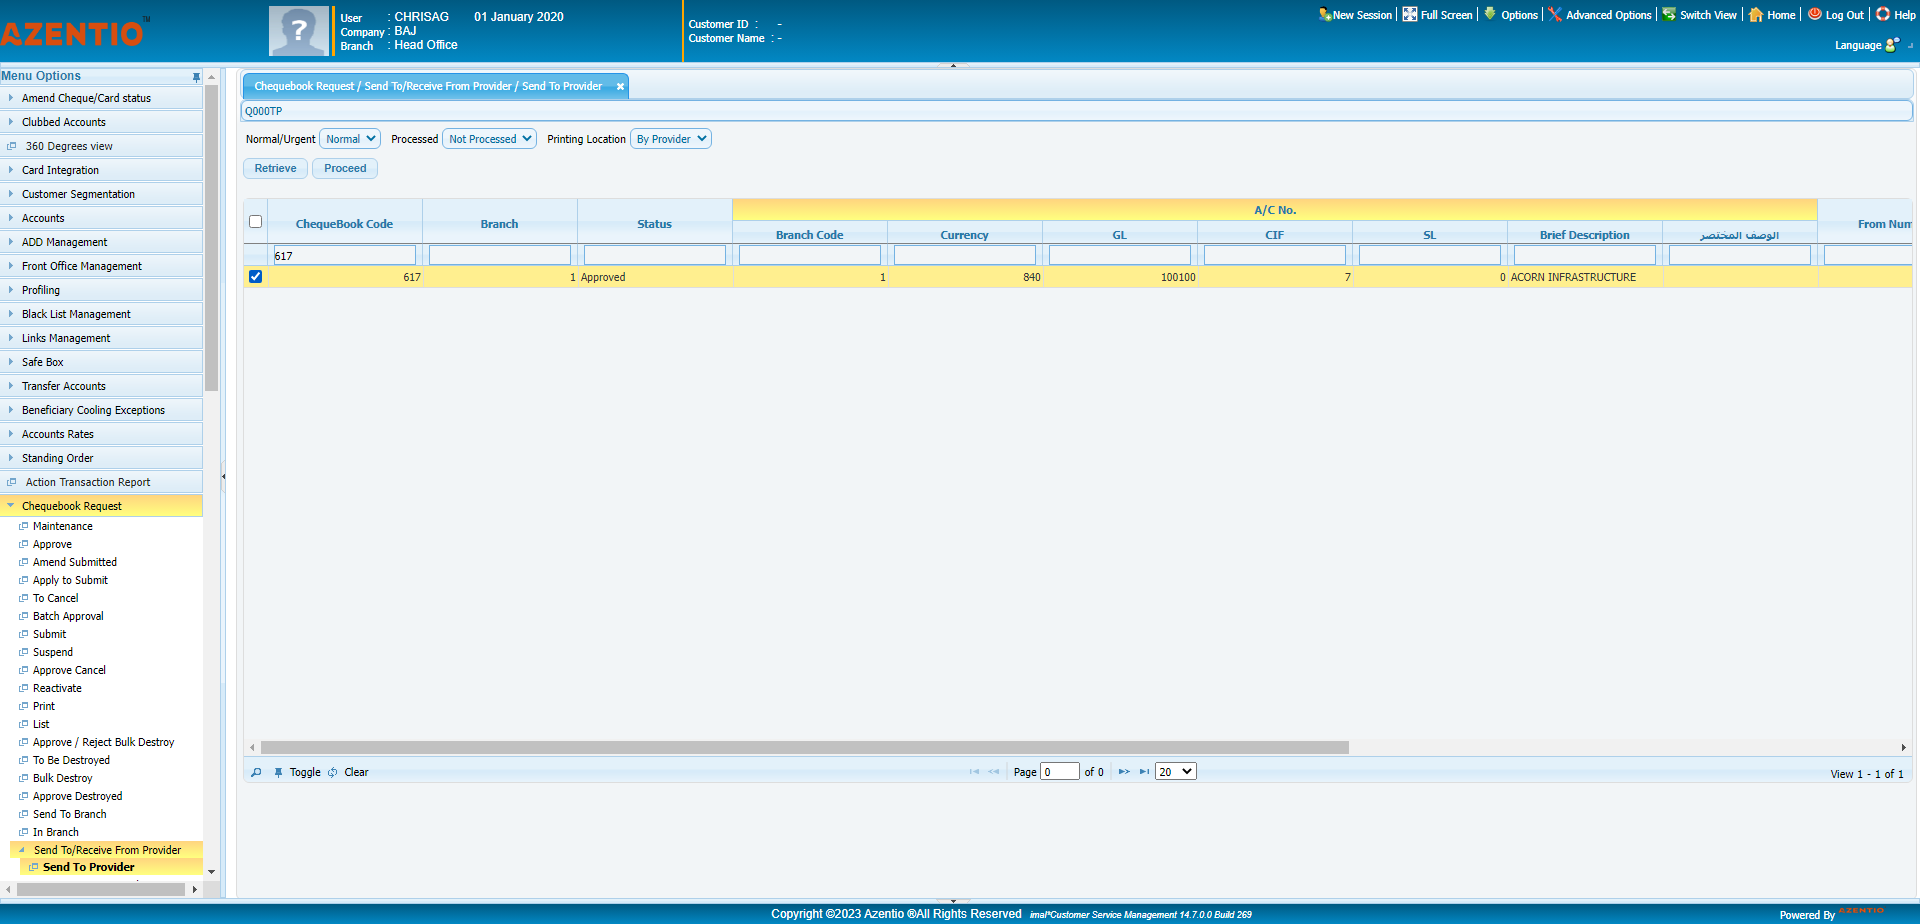 AZENTIO™
User : CHRISAG 01 January 2020
Company : BAJ
Branch : Head Office
Customer ID : -
Customer Name : -
New Session Full Screen Options Advanced Options Switch View Home Log Out Help
Language
Menu Options
Amend Cheque/Card status
Clubbed Accounts
360 Degrees view
Card Integration
Customer Segmentation
Accounts
ADD Management
Front Office Management
Profiling
Black List Management
Links Management
Safe Box
Transfer Accounts
Beneficiary Cooling Exceptions
Accounts Rates
Standing Order
Action Transaction Report
Chequebook Request
Maintenance
Approve
Amend Submitted
Apply to Submit
To Cancel
Batch Approval
Submit
Suspend
Approve Cancel
Reactivate
Print
List
Approve / Reject Bulk Destroy
To Be Destroyed
Bulk Destroy
Approve Destroyed
Send To Branch
In Branch
Send To/Receive From Provider
Send To Provider
Chequebook Request / Send To/Receive From Provider / Send To Provider
Q000TP
Normal/Urgent Normal Processed Not Processed Printing Location By Provider
Retrieve Proceed
ChequeBook Code Branch Status A/C No. From Num
Branch Code Currency GL CIF SL Brief Description الوصف المختصر
617
617 1 Approved 1 840 100100 7 0 ACORN INFRASTRUCTURE
Toggle Clear Page 0 of 0 20 View 1 - 1 of 1
Copyright ©2023 Azentio ®All Rights Reserved imal*Customer Service Management 14.7.0.0 Build 269
Powered By AZENTIO